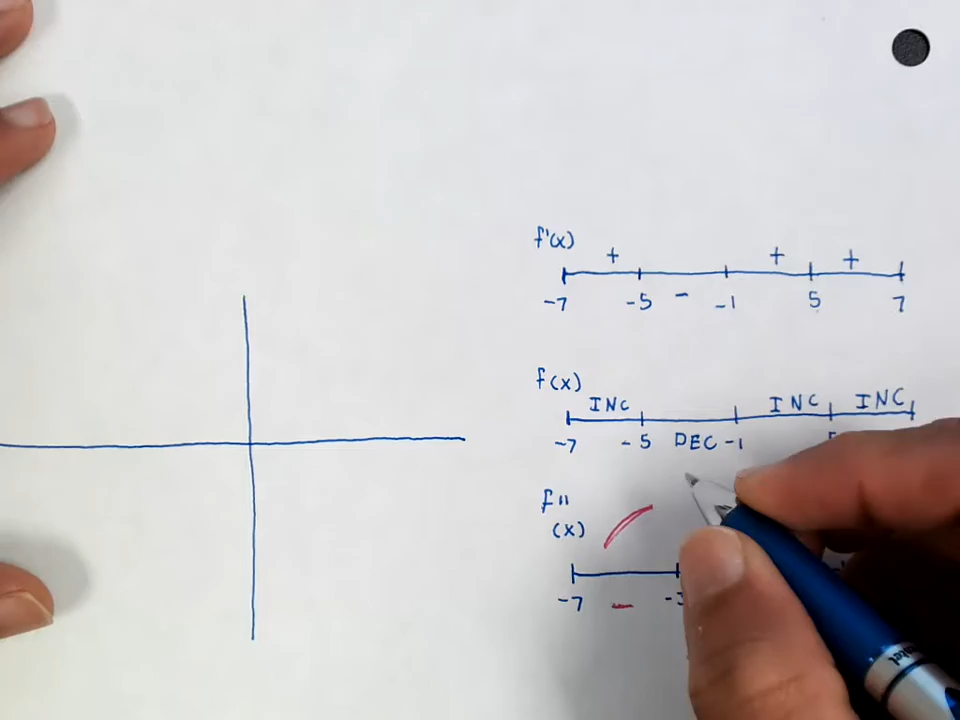 f'(x)
+ + +
-7 -5 - -1 5 7
f(x)
INC INC INC
-7 -5 DEC -1
f"
(x)
-7 -